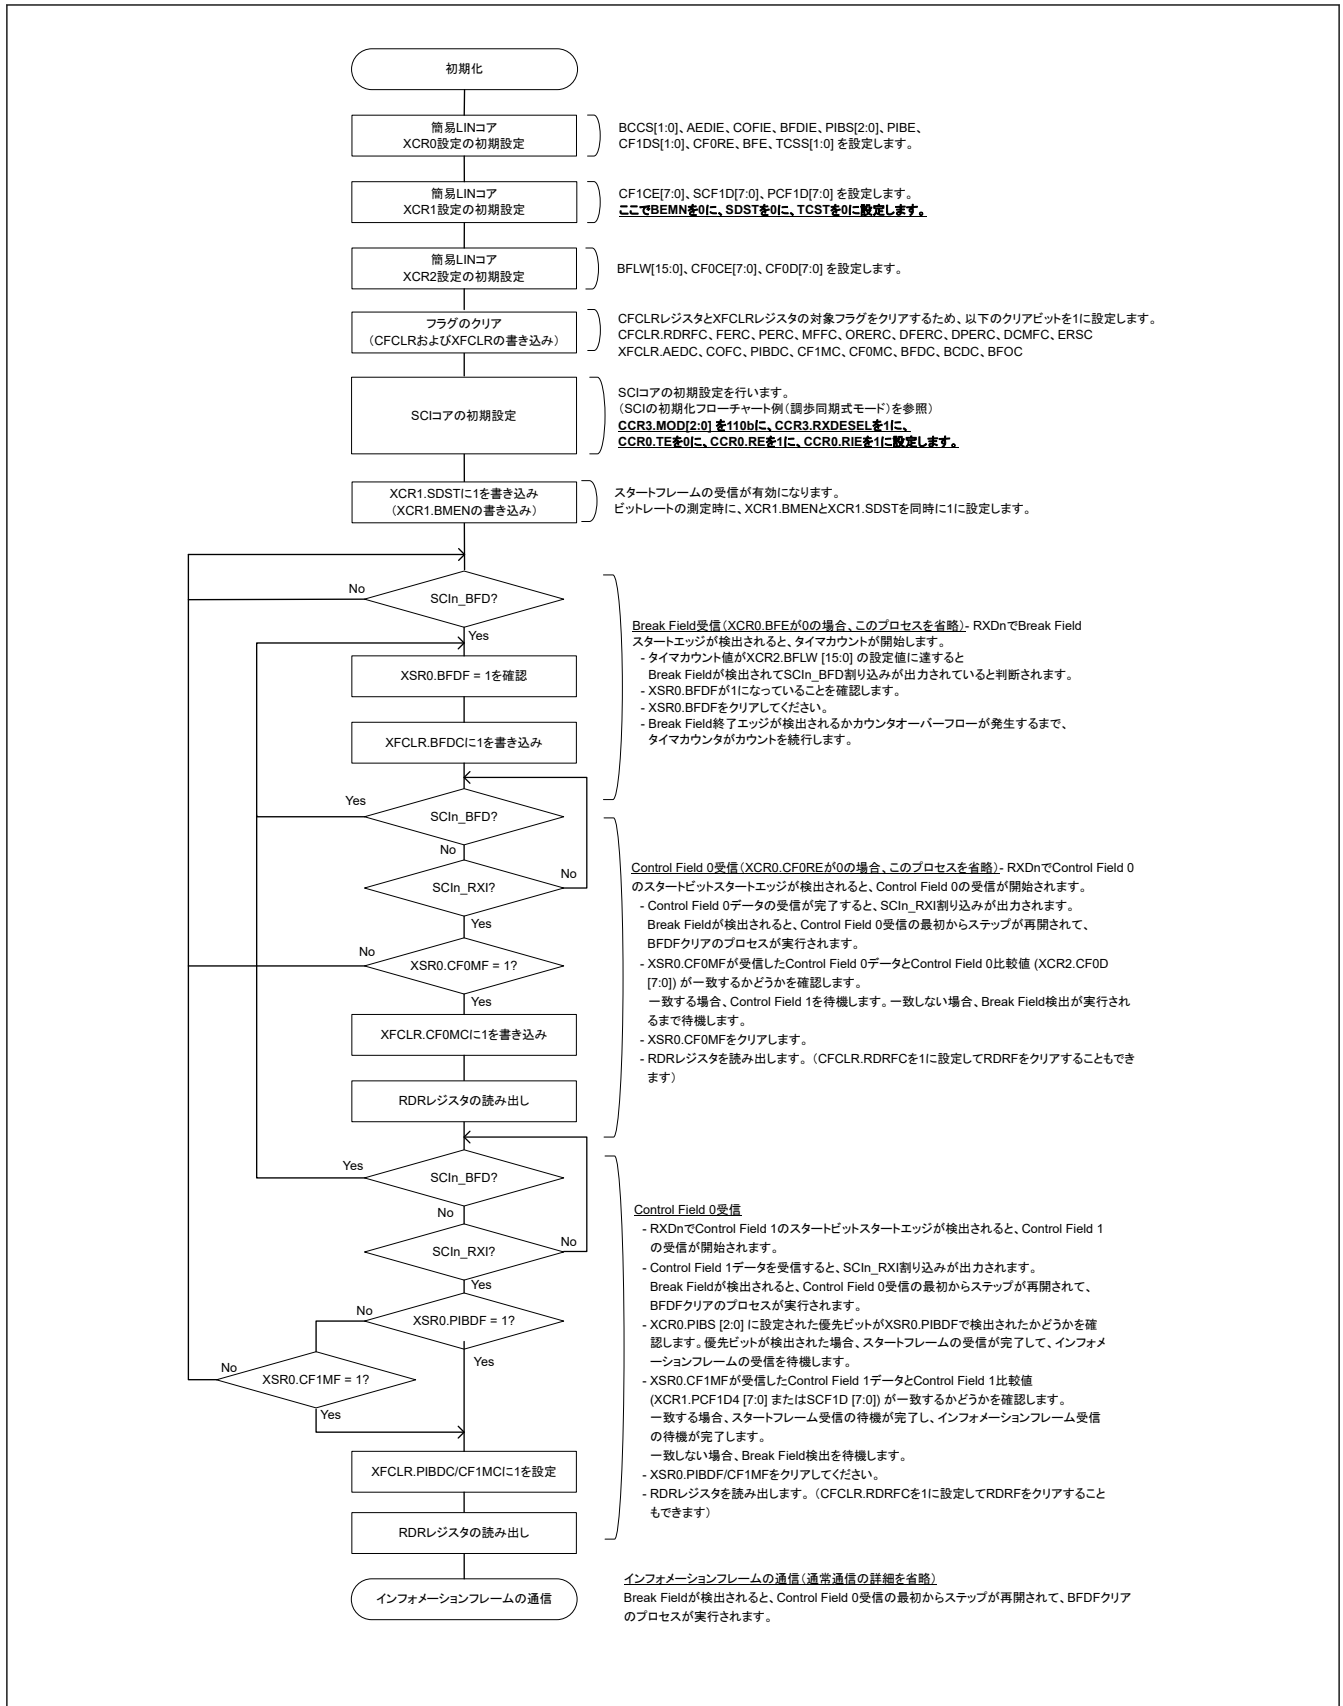 初期化
簡易LINコア
XCR0設定の初期設定
BCCS[1:0]、AEDIE、COFIE、BFDIE、PIBS[2:0]、PIBE、
CF1DS[1:0]、CF0RE、BFE、TCSS[1:0] を設定します。
簡易LINコア
XCR1設定の初期設定
CF1CE[7:0]、SCF1D[7:0]、PCF1D[7:0] を設定します。
ここでBEMNを0に、SDSTを0に、TCSTを0に設定します。
簡易LINコア
XCR2設定の初期設定
BFLW[15:0]、CF0CE[7:0]、CF0D[7:0] を設定します。
フラグのクリア
(CFCLRおよびXFCLRの書き込み)
CFCLRレジスタとXFCLRレジスタの対象フラグをクリアするため、以下のクリアビットを1に設定します。
CFCLR.RDRFC、FERC、PERC、MFFC、ORERC、DFERC、DPERC、DCMFC、ERSC
XFCLR.AEDC、COFC、PIBDC、CF1MC、CF0MC、BFDC、BCDC、BFOC
SCIコアの初期設定
SCIコアの初期設定を行います。
(SCIの初期化フローチャート例(調歩同期式モード)を参照)
CCR3.MOD[2:0] を110bに、CCR3.RXDESELを1に、
CCR0.TEを0に、CCR0.REを1に、CCR0.RIEを1に設定します。
XCR1.SDSTに1を書き込み
(XCR1.BMENの書き込み)
スタートフレームの受信が有効になります。
ビットレートの測定時に、XCR1.BMENとXCR1.SDSTを同時に1に設定します。
No
SCIn_BFD?
Yes
XSR0.BFDF = 1を確認
XFCLR.BFDCに1を書き込み
Break Field受信(XCR0.BFEが0の場合、このプロセスを省略)- RXDnでBreak Field
スタートエッジが検出されると、タイマカウントが開始します。
- タイマカウント値がXCR2.BFLW [15:0] の設定値に達すると
Break Fieldが検出されてSCIn_BFD割り込みが出力されていると判断されます。
- XSR0.BFDFが1になっていることを確認します。
- XSR0.BFDFをクリアしてください。
- Break Field終了エッジが検出されるかカウンタオーバーフローが発生するまで、
タイマカウンタがカウントを続行します。
Yes
SCIn_BFD?
No
SCIn_RXI?
No
Yes
No
XSR0.CF0MF = 1?
Yes
XFCLR.CF0MCに1を書き込み
RDRレジスタの読み出し
Control Field 0受信(XCR0.CF0REが0の場合、このプロセスを省略)- RXDnでControl Field 0
のスタートビットスタートエッジが検出されると、Control Field 0の受信が開始されます。
- Control Field 0データの受信が完了すると、SCIn_RXI割り込みが出力されます。
Break Fieldが検出されると、Control Field 0受信の最初からステップが再開されて、
BFDFクリアのプロセスが実行されます。
- XSR0.CF0MFが受信したControl Field 0データとControl Field 0比較値 (XCR2.CF0D
[7:0]) が一致するかどうかを確認します。
一致する場合、Control Field 1を待機します。一致しない場合、Break Field検出が実行され
るまで待機します。
- XSR0.CF0MFをクリアします。
- RDRレジスタを読み出します。(CFCLR.RDRFCを1に設定してRDRFをクリアすることもでき
ます)
Yes
SCIn_BFD?
No
SCIn_RXI?
No
Yes
No
XSR0.PIBDF = 1?
Yes
No
XSR0.CF1MF = 1?
Yes
XFCLR.PIBDC/CF1MCに1を設定
RDRレジスタの読み出し
Control Field 0受信
- RXDnでControl Field 1のスタートビットスタートエッジが検出されると、Control Field 1
の受信が開始されます。
- Control Field 1データを受信すると、SCIn_RXI割り込みが出力されます。
Break Fieldが検出されると、Control Field 0受信の最初からステップが再開されて、
BFDFクリアのプロセスが実行されます。
- XCR0.PIBS [2:0] に設定された優先ビットがXSR0.PIBDFで検出されたかどうかを確
認します。優先ビットが検出された場合、スタートフレームの受信が完了して、インフォメ
ーションフレームの受信を待機します。
- XSR0.CF1MFが受信したControl Field 1データとControl Field 1比較値
(XCR1.PCF1D4 [7:0] またはSCF1D [7:0]) が一致するかどうかを確認します。
一致する場合、スタートフレーム受信の待機が完了し、インフォメーションフレーム受信
の待機が完了します。
一致しない場合、Break Field検出を待機します。
- XSR0.PIBDF/CF1MFをクリアしてください。
- RDRレジスタを読み出します。(CFCLR.RDRFCを1に設定してRDRFをクリアすること
もできます)
インフォメーションフレームの通信
インフォメーションフレームの通信(通常通信の詳細を省略)
Break Fieldが検出されると、Control Field 0受信の最初からステップが再開されて、BFDFクリア
のプロセスが実行されます。